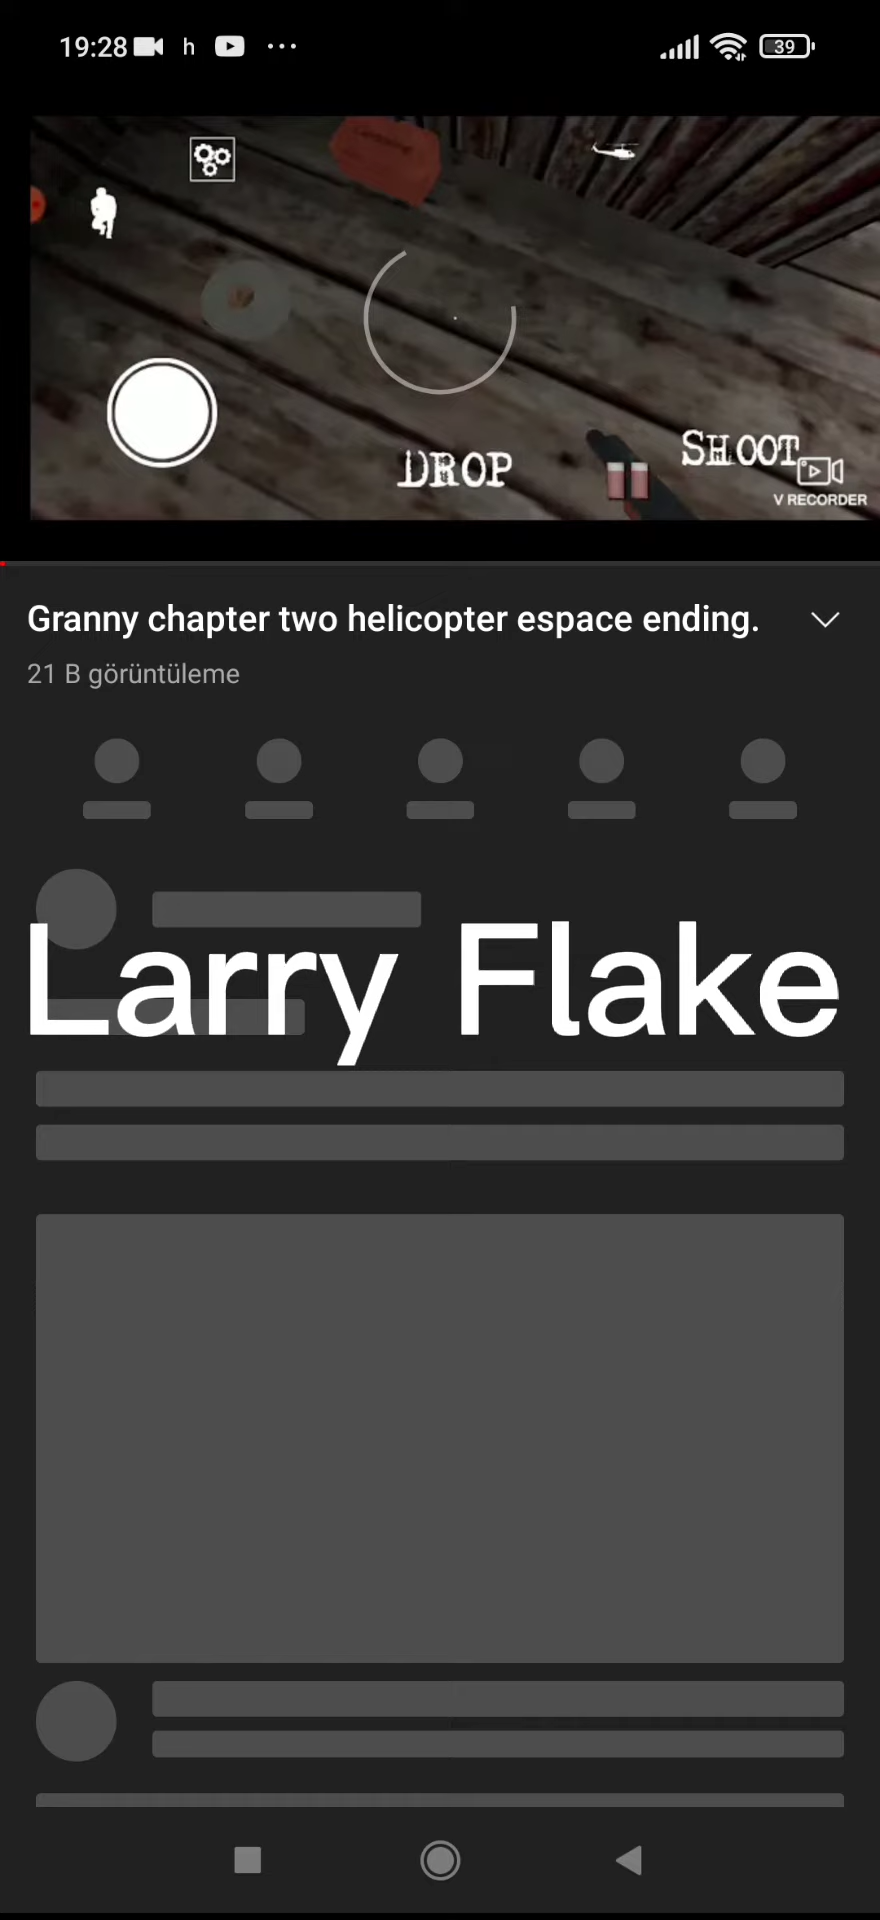 19:28 h
39
DROP
SHOOT
V RECORDER
Granny chapter two helicopter espace ending.
21 B görüntüleme
Larry Flake